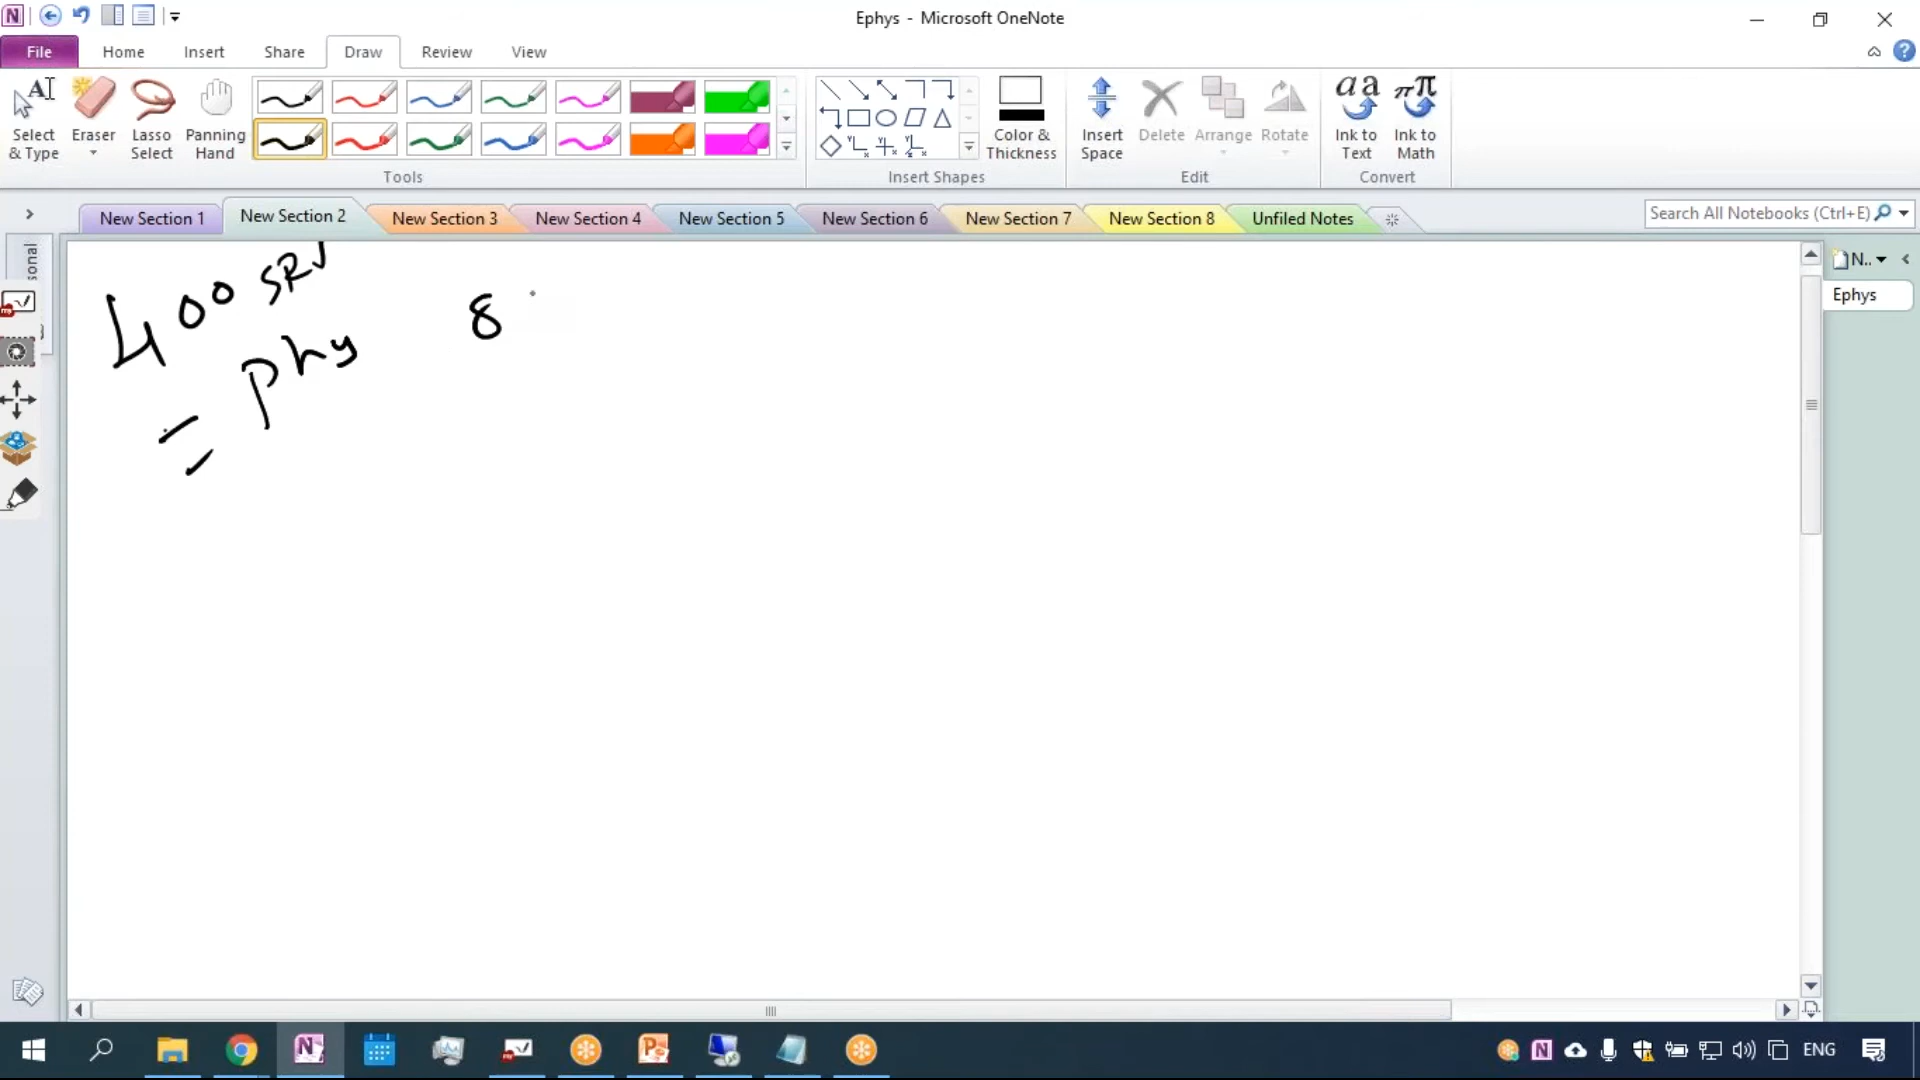 Ephys - Microsoft OneNote
File Home Insert Share Draw Review View
Select & Type
Eraser
Lasso Select
Panning Hand
Color & Thickness
Insert Space
Delete
Arrange
Rotate
Ink to Text
Ink to Math
Tools
Insert Shapes
Edit
Convert
New Section 1 New Section 2 New Section 3 New Section 4 New Section 5 New Section 6 New Section 7 New Section 8 Unfiled Notes
Search All Notebooks (Ctrl+E)
sonal
N..
Ephys
400 SRV
= phy 8
ENG